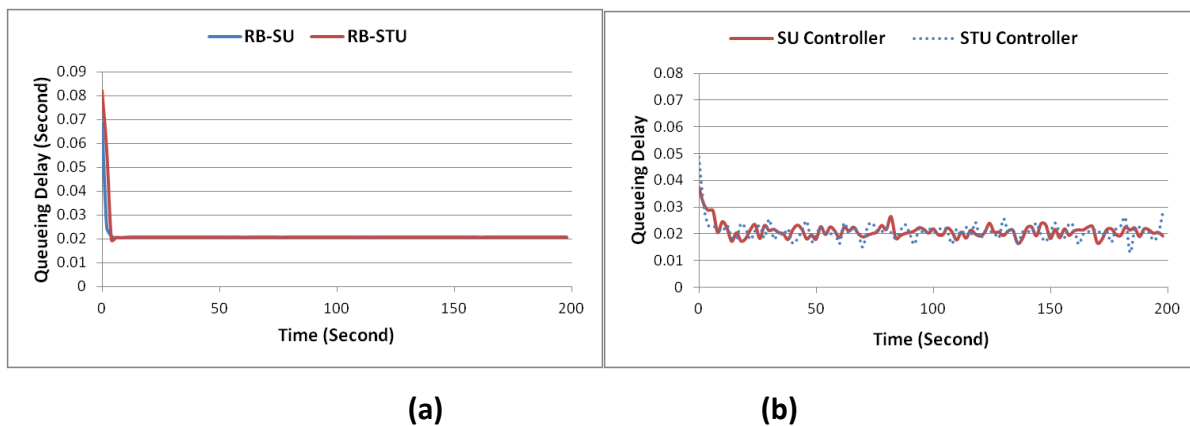 RB-SU RB-STU
0.09
0.08
0.07
0.06
0.05
0.04
0.03
0.02
0.01
0
Queueing Delay (Second)
0 50 100 150 200
Time (Second)
(a)
SU Controller STU Controller
0.08
0.07
0.06
0.05
0.04
0.03
0.02
0.01
0
Queueing Delay
0 50 100 150 200
Time (Second)
(b)